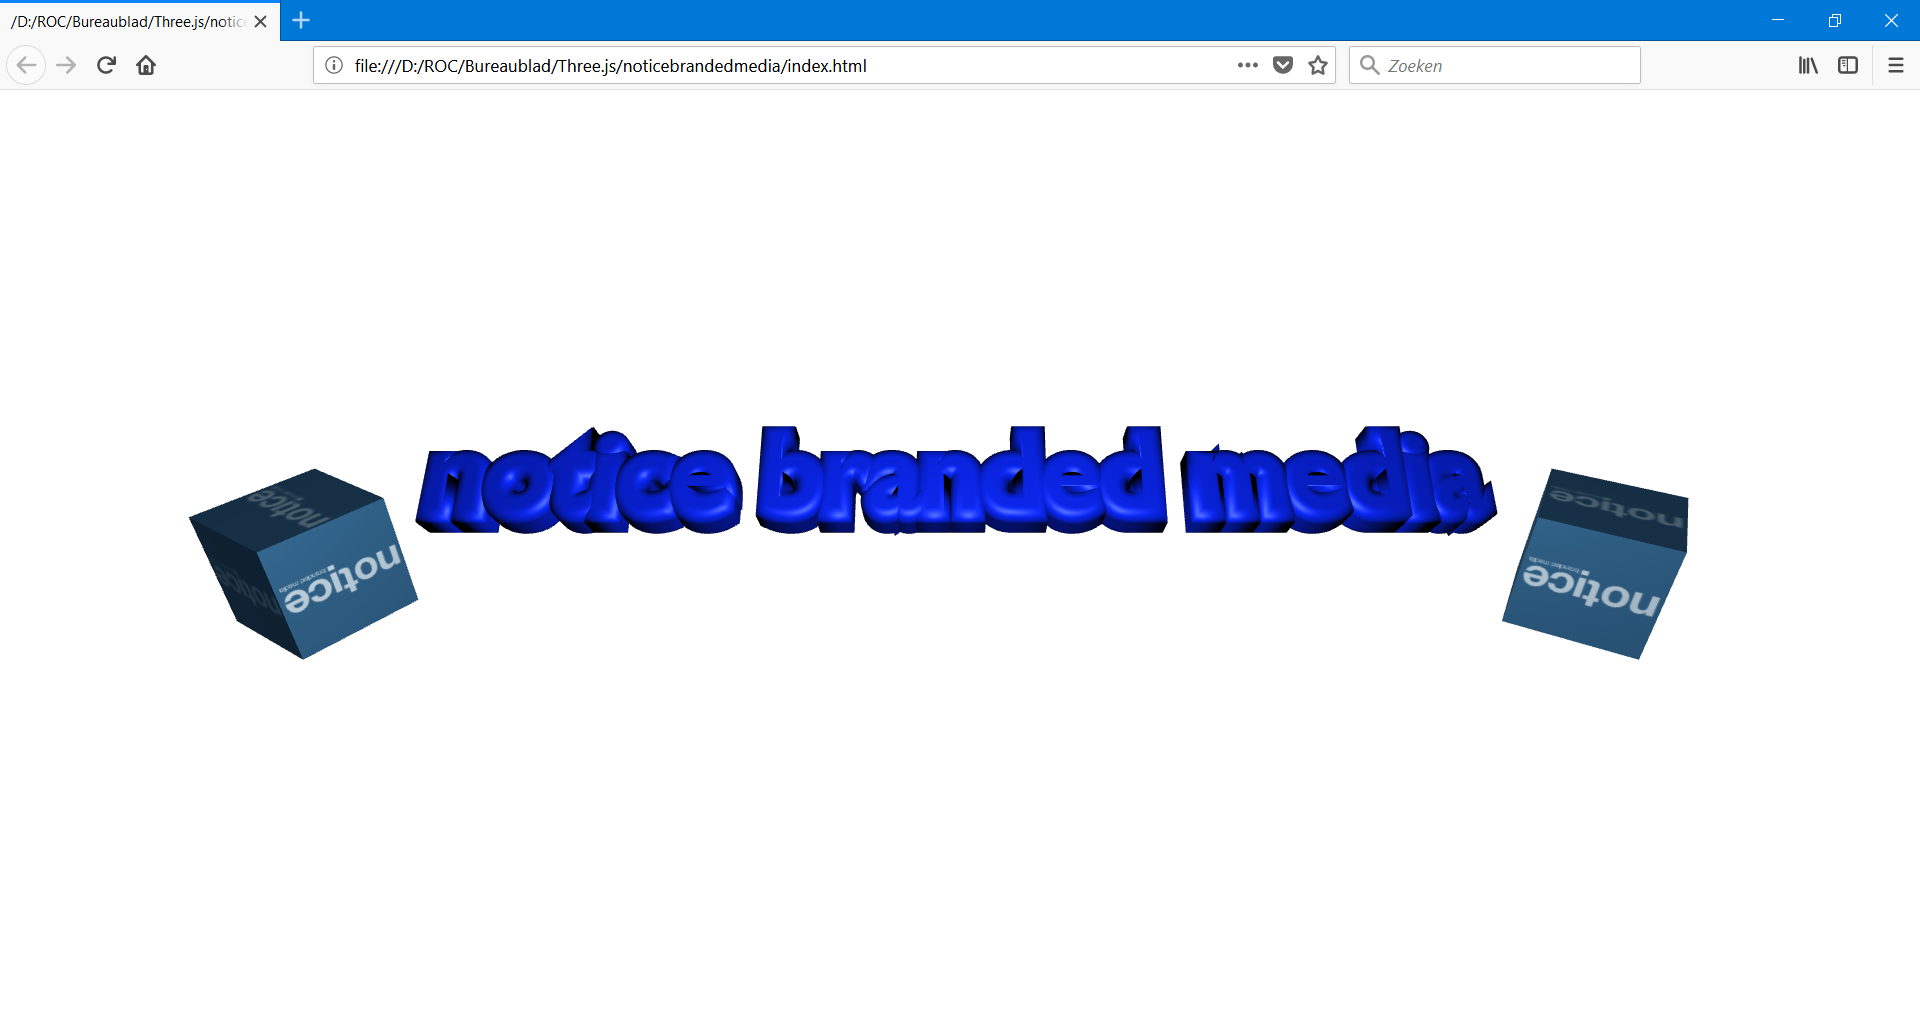 /D:/ROC/Bureaublad/Three.js/notic
file:///D:/ROC/Bureaublad/Three.js/noticebrandedmedia/index.html
Zoeken
notice branded media
notice
notice
branded media
notice
notice
notice
branded media
notice